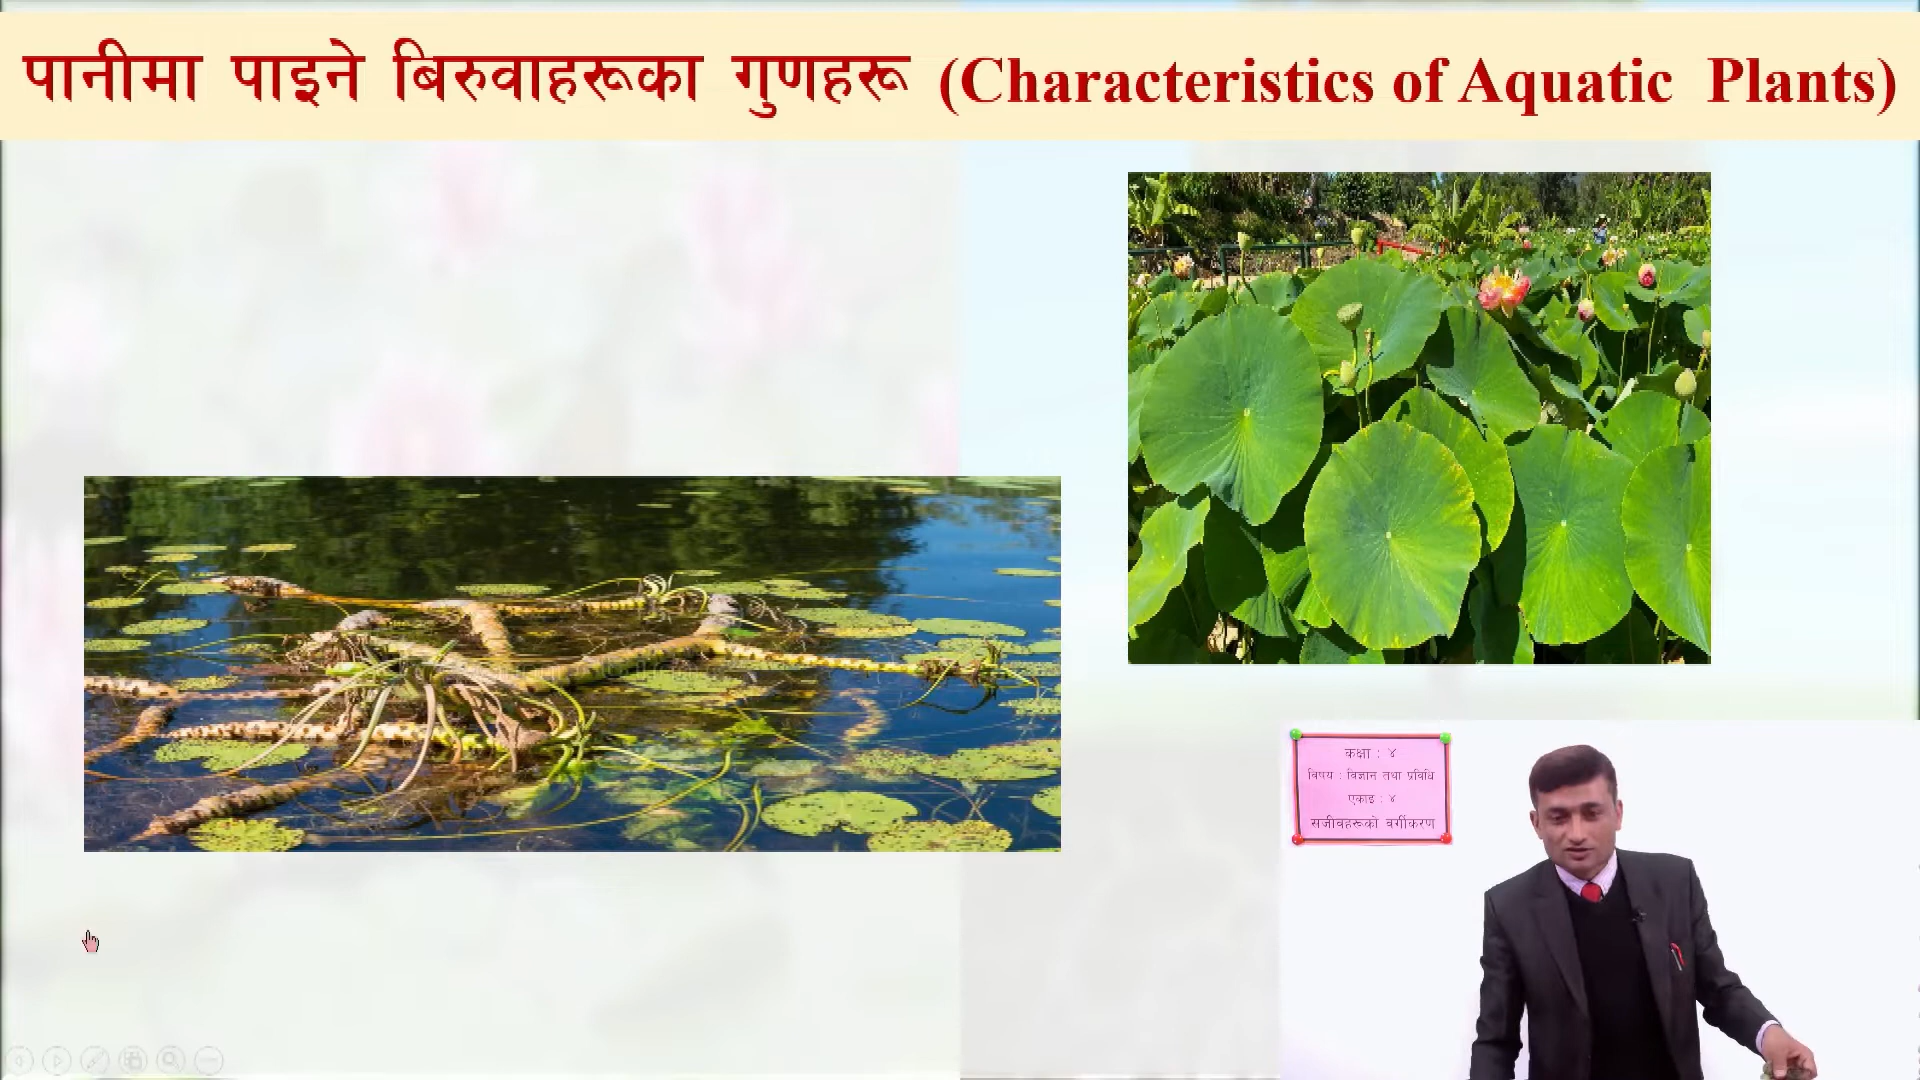 पानीमा पाइने बिरुवाहरूका गुणहरू (Characteristics of Aquatic Plants)
कक्षा : ४
विषय : विज्ञान तथा प्रविधि
एकाइ : ४
सजीवहरूको वर्गीकरण